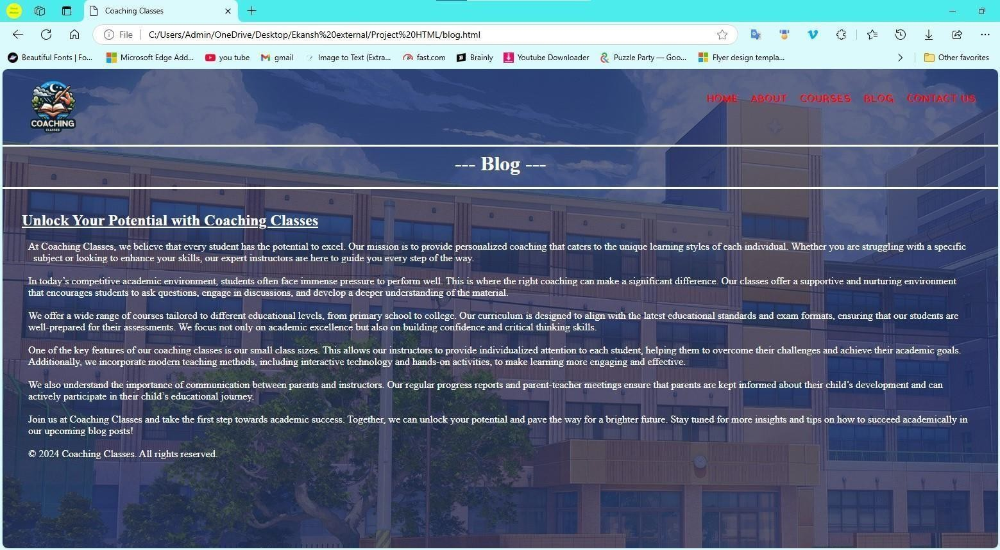 Coaching Classes
File
C:/Users/Admin/OneDrive/Desktop/Ekansh%20external/Project%20HTML/blog.html
Beautiful Fonts | Fo...
Microsoft Edge Add...
you tube
gmail
Image to Text (Extra...
fast.com
Brainly
Youtube Downloader
Puzzle Party — Goo...
Flyer design templa...
Other favorites
COACHING
CLASSES
HOME ABOUT COURSES BLOG CONTACT US
--- Blog ---
Unlock Your Potential with Coaching Classes
At Coaching Classes, we believe that every student has the potential to excel. Our mission is to provide personalized coaching that caters to the unique learning styles of each individual. Whether you are struggling with a specific
subject or looking to enhance your skills, our expert instructors are here to guide you every step of the way.
In today’s competitive academic environment, students often face immense pressure to perform well. This is where the right coaching can make a significant difference. Our classes offer a supportive and nurturing environment
that encourages students to ask questions, engage in discussions, and develop a deeper understanding of the material.
We offer a wide range of courses tailored to different educational levels, from primary school to college. Our curriculum is designed to align with the latest educational standards and exam formats, ensuring that our students are
well-prepared for their assessments. We focus not only on academic excellence but also on building confidence and critical thinking skills.
One of the key features of our coaching classes is our small class sizes. This allows our instructors to provide individualized attention to each student, helping them to overcome their challenges and achieve their academic goals.
Additionally, we incorporate modern teaching methods, including interactive technology and hands-on activities, to make learning more engaging and effective.
We also understand the importance of communication between parents and instructors. Our regular progress reports and parent-teacher meetings ensure that parents are kept informed about their child’s development and can
actively participate in their child’s educational journey.
Join us at Coaching Classes and take the first step towards academic success. Together, we can unlock your potential and pave the way for a brighter future. Stay tuned for more insights and tips on how to succeed academically in
our upcoming blog posts!
© 2024 Coaching Classes. All rights reserved.